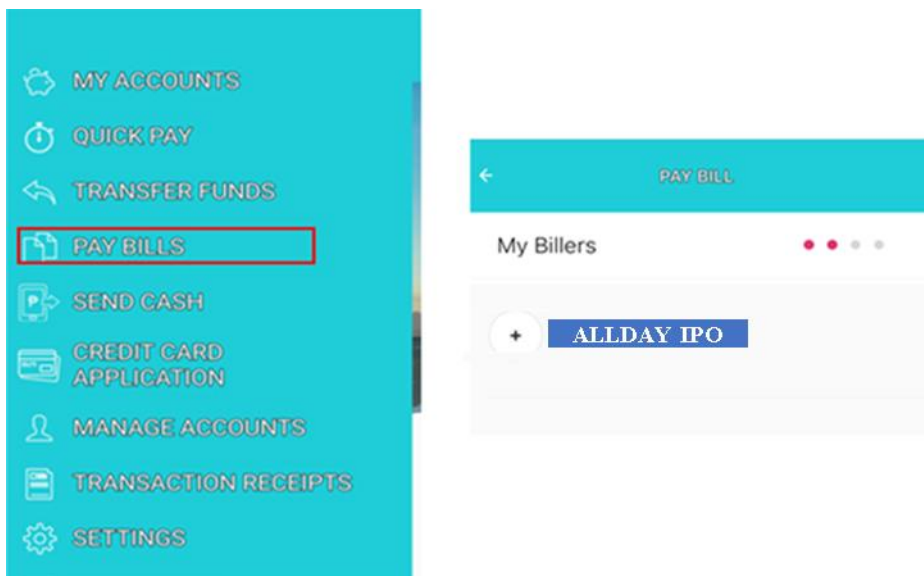 MY ACCOUNTS
QUICK PAY
TRANSFER FUNDS
PAY BILLS
SEND CASH
CREDIT CARD
APPLICATION
MANAGE ACCOUNTS
TRANSACTION RECEIPTS
SETTINGS
PAY BILL
My Billers
+ ALLDAY IPO